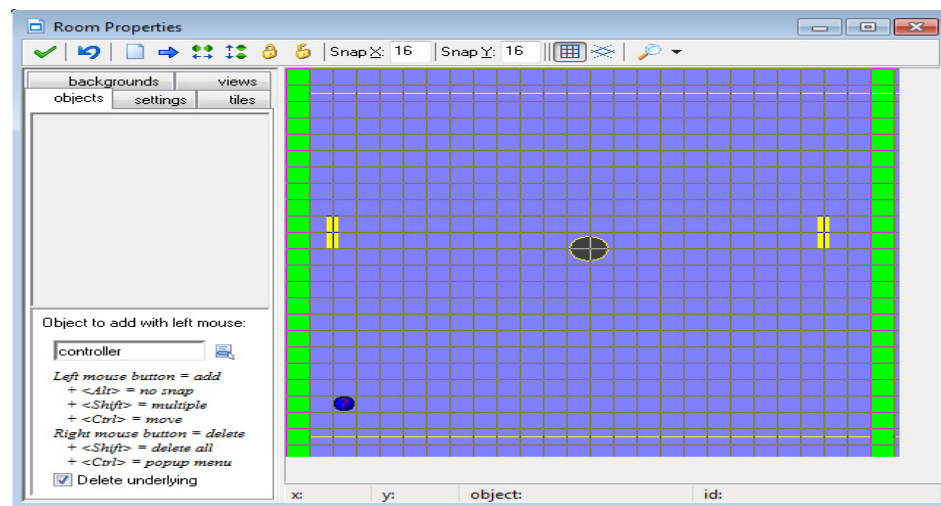 Room Properties
Snap X: 16 Snap Y: 16
backgrounds views
objects settings tiles
Object to add with left mouse:
controller
Left mouse button = add
+ <Alt> = no snap
+ <Shift> = multiple
+ <Ctrl> = move
Right mouse button = delete
+ <Shift> = delete all
+ <Ctrl> = popup menu
Delete underlying
x: y: object: id:
?